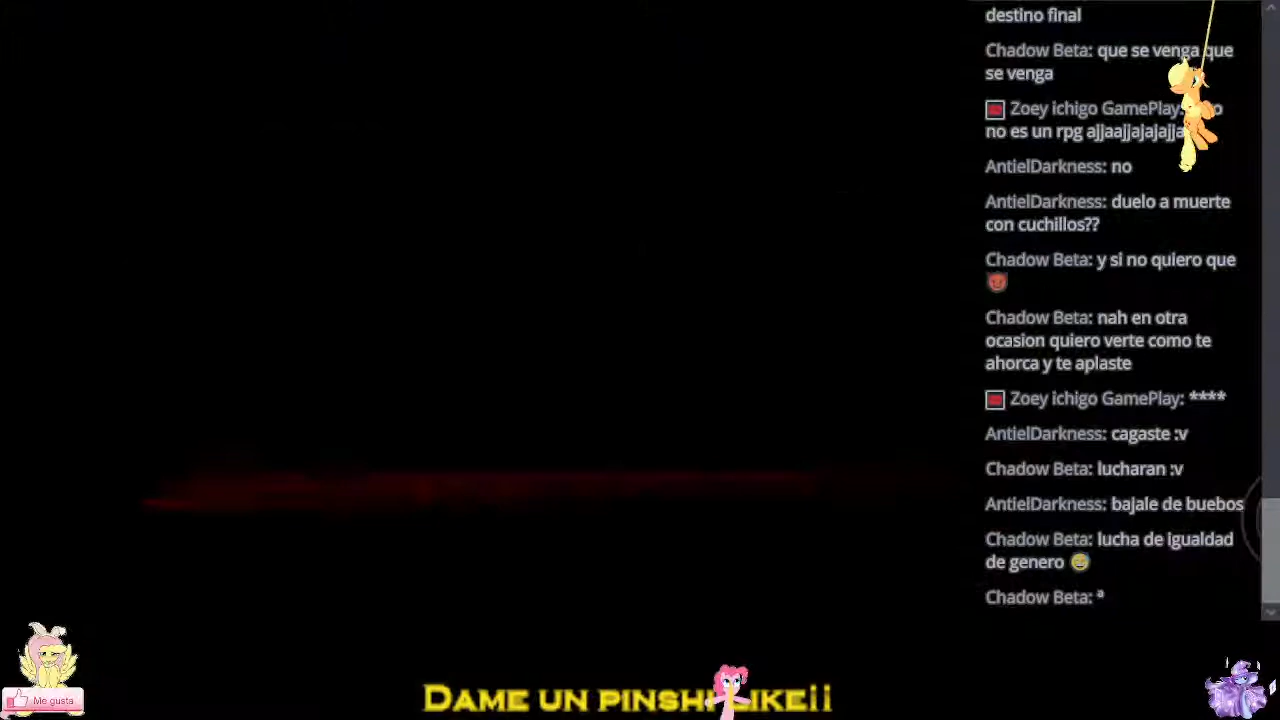 destino final
Chadow Beta: que se venga que
se venga
Zoey ichigo GamePlay:
no es un rpg ajjaajjajajajja
AntielDarkness: no
AntielDarkness: duelo a muerte
con cuchillos??
Chadow Beta: y si no quiero que
Chadow Beta: nah en otra
ocasion quiero verte como te
ahorca y te aplaste
Zoey ichigo GamePlay: ****
AntielDarkness: cagaste :v
Chadow Beta: lucharan :v
AntielDarkness: bajale de buebos
Chadow Beta: lucha de igualdad
de genero
Chadow Beta: ª
Me gusta
DAME UN PINSHI LIKE¡¡